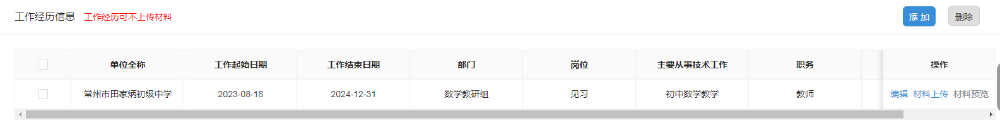 工作经历信息 工作经历可不上传材料 添加 删除
单位全称 工作起始日期 工作结束日期 部门 岗位 主要从事技术工作 职务 操作
常州市田家炳初级中学 2023-08-18 2024-12-31 数学教研组 见习 初中数学教学 教师 编辑 材料上传 材料预览